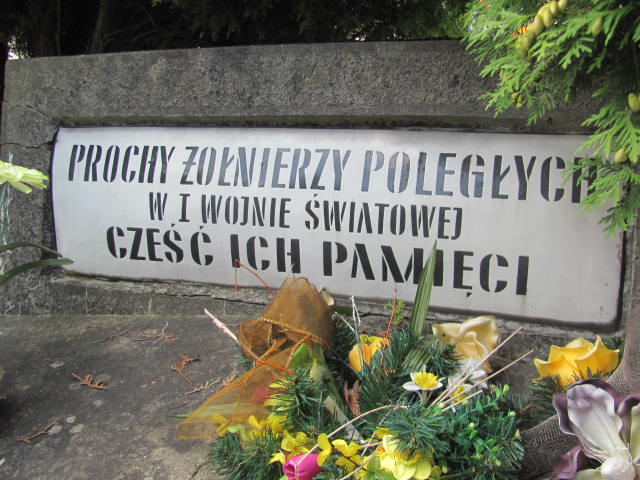 PROCHY ŻOŁNIERZY POLEGŁYCH
W I WOJNIE ŚWIATOWEJ
CZEŚĆ ICH PAMIĘCI